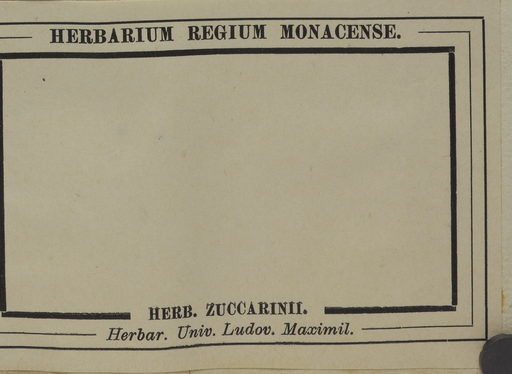 HERBARIUM REGIUM MONACENSE.
HERB. ZUCCARINII.
Herbar. Univ. Ludov. Maximil.